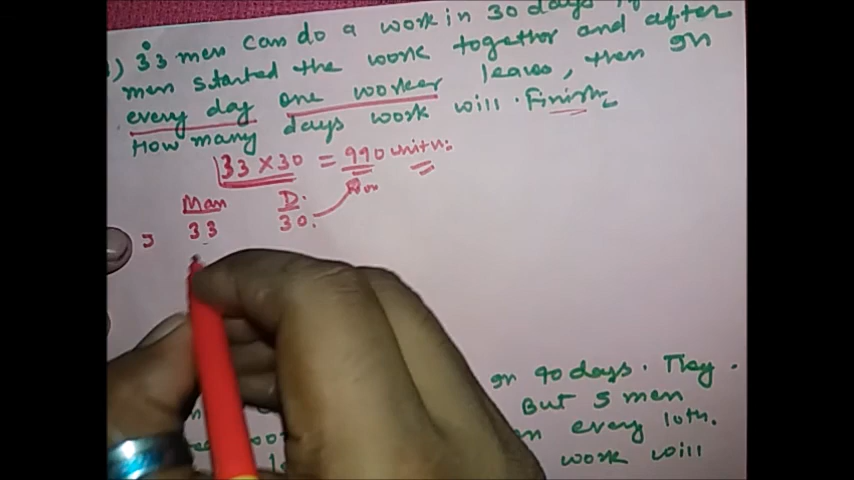 ) 33 men can do a work in 30 days
men started the work together and after
every day one worker leaves, then in
How many days work will Finish
33 × 30 = 990 units.
Man D.
33 30.
in 90 days. They
But 5 men
every 10th.
work will